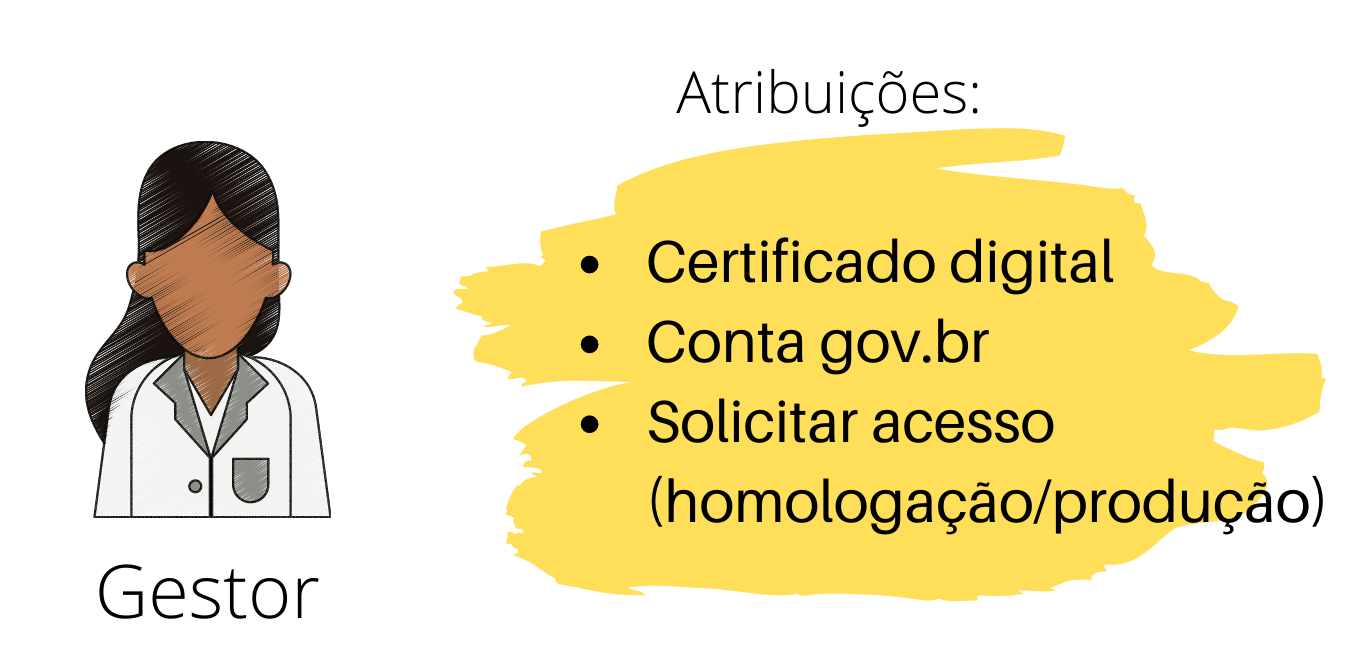 Atribuições:
• Certificado digital
• Conta gov.br
• Solicitar acesso
(homologação/produção)
Gestor